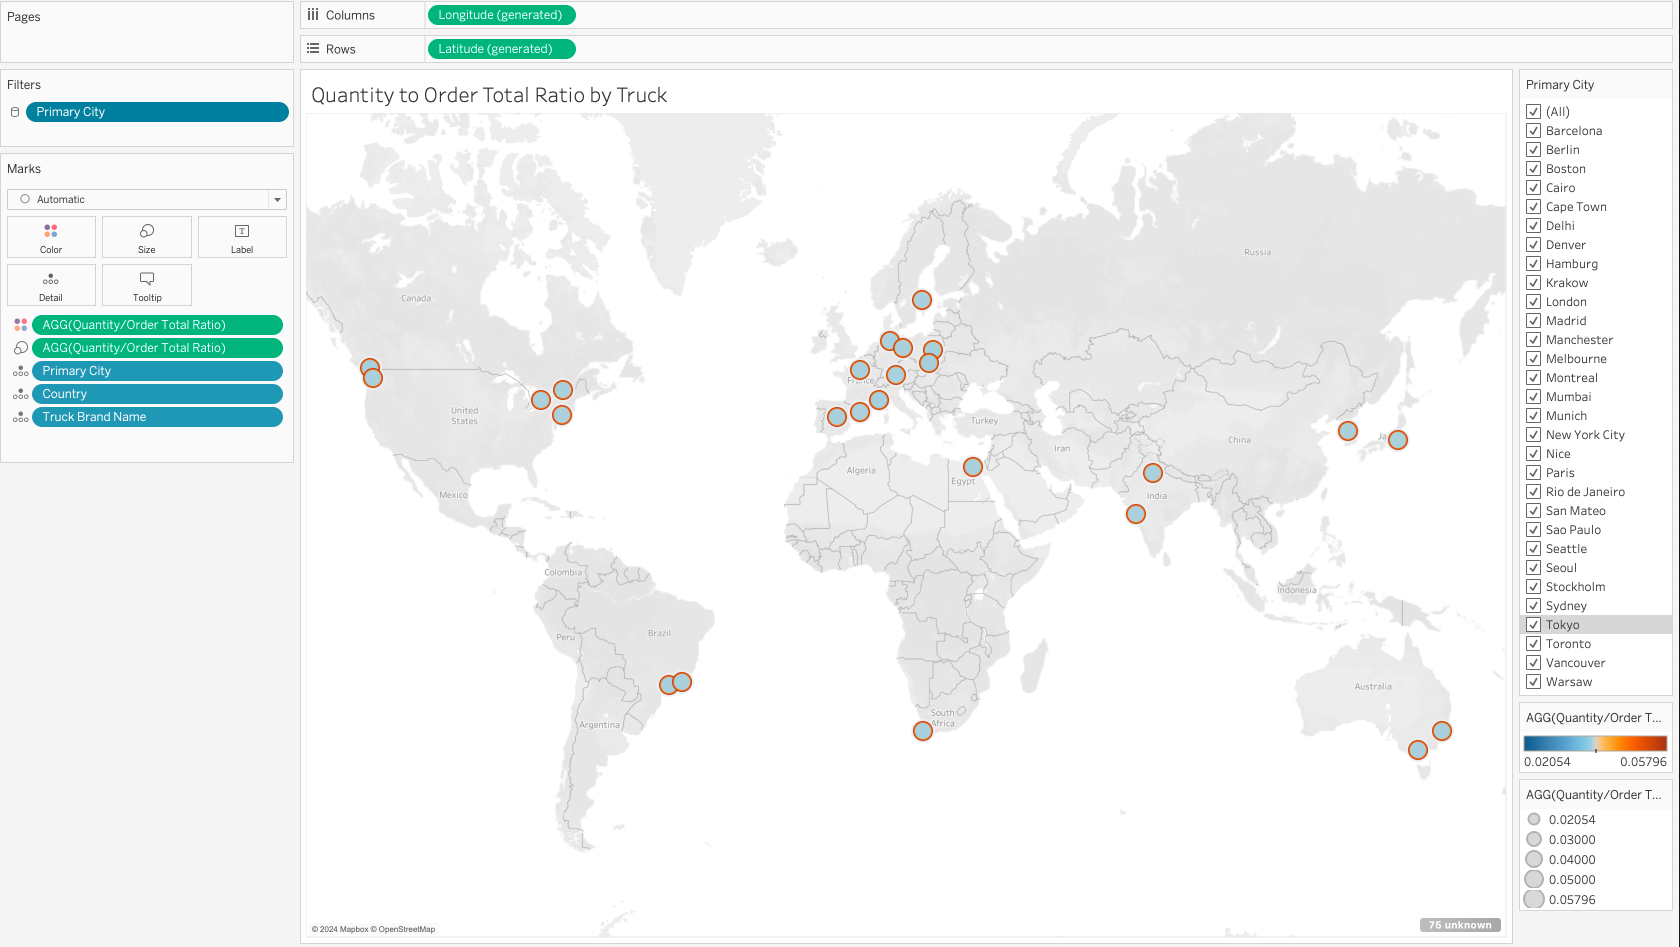 Pages
Columns
Longitude (generated)
Rows
Latitude (generated)
Filters
Primary City
Marks
Automatic
Color
Size
Label
Detail
Tooltip
AGG(Quantity/Order Total Ratio)
AGG(Quantity/Order Total Ratio)
Primary City
Country
Truck Brand Name
Quantity to Order Total Ratio by Truck
Russia
Canada
France
United
States
Turkey
China
Ja
Iran
Algeria
Egypt
Mexico
India
Colombia
Indonesia
Brazil
Peru
Australia
South
Africa
Argentina
© 2024 Mapbox © OpenStreetMap
75 unknown
Primary City
(All)
Barcelona
Berlin
Boston
Cairo
Cape Town
Delhi
Denver
Hamburg
Krakow
London
Madrid
Manchester
Melbourne
Montreal
Mumbai
Munich
New York City
Nice
Paris
Rio de Janeiro
San Mateo
Sao Paulo
Seattle
Seoul
Stockholm
Sydney
Tokyo
Toronto
Vancouver
Warsaw
AGG(Quantity/Order T...
0.02054 0.05796
AGG(Quantity/Order T...
0.02054
0.03000
0.04000
0.05000
0.05796